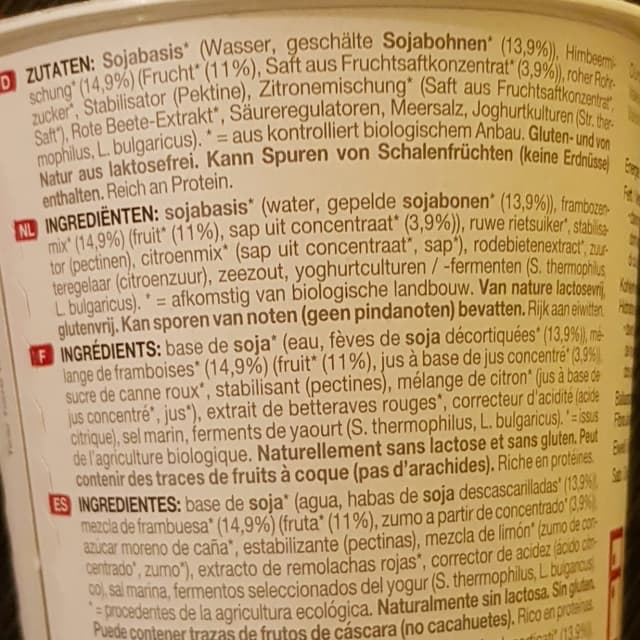 D ZUTATEN: Sojabasis* (Wasser, geschälte Sojabohnen* (13,9%)), Himbeermi-
schung* (14,9%) (Frucht* (11%), Saft aus Fruchtsaftkonzentrat* (3,9%)), roher Rohr-
zucker*, Stabilisator (Pektine), Zitronemischung* (Saft aus Fruchtsaftkonzentrat*,
Saft*), Rote Beete-Extrakt*, Säureregulatoren, Meersalz, Joghurtkulturen (Str. ther-
mophilus, L. bulgaricus). * = aus kontrolliert biologischem Anbau. Gluten- und von
Natur aus laktosefrei. Kann Spuren von Schalenfrüchten (keine Erdnüsse)
enthalten. Reich an Protein.
NL INGREDIËNTEN: sojabasis* (water, gepelde sojabonen* (13,9%)), frambozen-
mix* (14,9%) (fruit* (11%), sap uit concentraat* (3,9%)), ruwe rietsuiker*, stabilisa-
tor (pectinen), citroenmix* (sap uit concentraat*, sap*), rodebietenextract*, zuur-
teregelaar (citroenzuur), zeezout, yoghurtculturen / -fermenten (S. thermophilus,
L. bulgaricus). * = afkomstig van biologische landbouw. Van nature lactosevrij,
glutenvrij. Kan sporen van noten (geen pindanoten) bevatten. Rijk aan eiwitten.
F INGRÉDIENTS: base de soja* (eau, fèves de soja décortiquées* (13,9%)), mé-
lange de framboises* (14,9%) (fruit* (11%), jus à base de jus concentré* (3,9%)),
sucre de canne roux*, stabilisant (pectines), mélange de citron* (jus à base de
jus concentré*, jus*), extrait de betteraves rouges*, correcteur d'acidité (acide
citrique), sel marin, ferments de yaourt (S. thermophilus, L. bulgaricus). * = issus
de l'agriculture biologique. Naturellement sans lactose et sans gluten. Peut
contenir des traces de fruits à coque (pas d'arachides). Riche en protéines.
ES INGREDIENTES: base de soja* (agua, habas de soja descascarilladas* (13,9%)),
mezcla de frambuesa* (14,9%) (fruta* (11%), zumo a partir de concentrado* (3,9%)),
azúcar moreno de caña*, estabilizante (pectinas), mezcla de limón* (zumo de con-
centrado*, zumo*), extracto de remolachas rojas*, corrector de acidez (ácido cítri-
co), sal marina, fermentos seleccionados del yogur (S. thermophilus, L. bulgaricus).
* = procedentes de la agricultura ecológica. Naturalmente sin lactosa. Sin gluten.
Puede contener trazas de frutos de cáscara (no cacahuetes). Rico en proteínas.